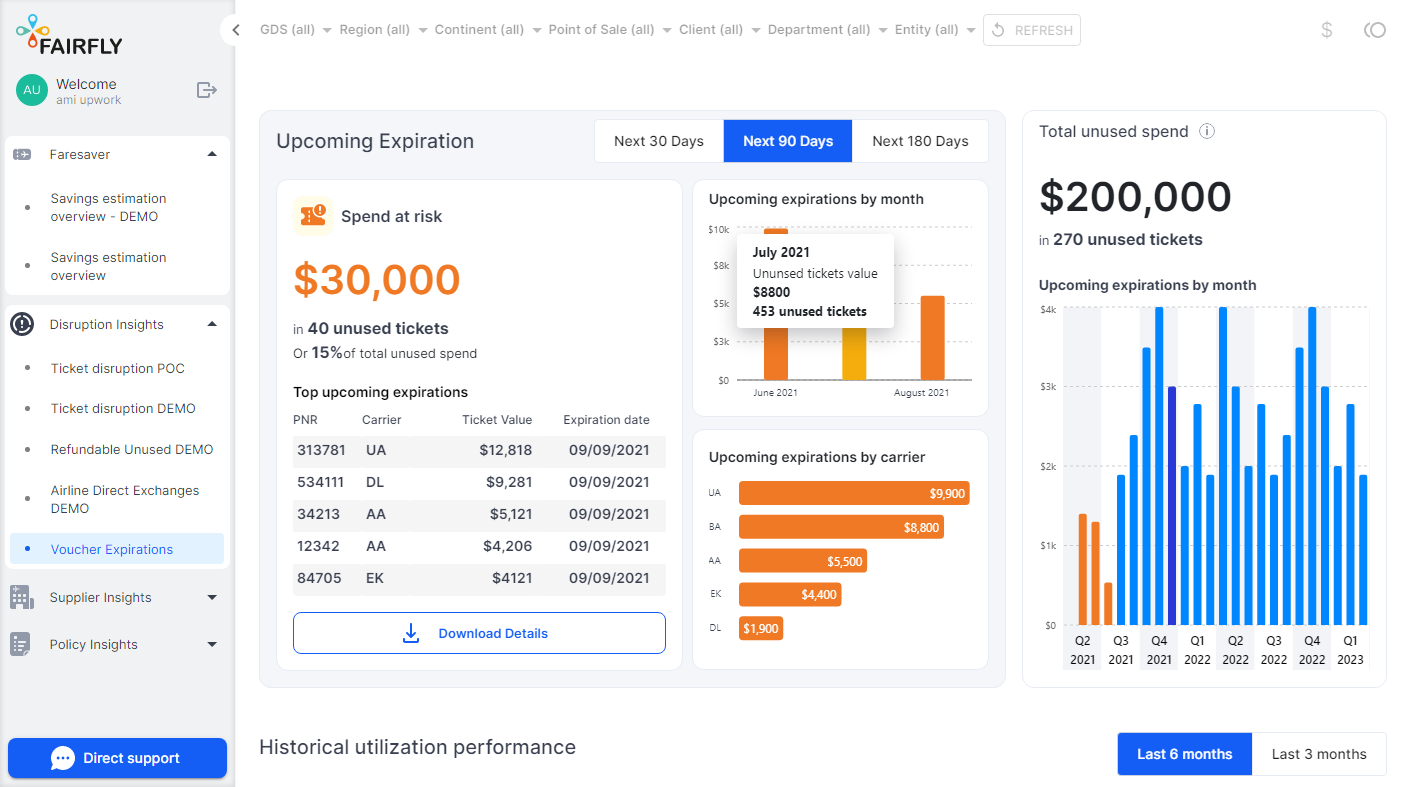 FAIRFLY
AU
Welcome
ami upwork
Faresaver
Savings estimation
overview - DEMO
Savings estimation
overview
Disruption Insights
Ticket disruption POC
Ticket disruption DEMO
Refundable Unused DEMO
Airline Direct Exchanges
DEMO
Voucher Expirations
Supplier Insights
Policy Insights
Direct support
GDS (all) Region (all) Continent (all) Point of Sale (all) Client (all) Department (all) Entity (all) REFRESH $
Upcoming Expiration
Next 30 Days Next 90 Days Next 180 Days
Spend at risk
$30,000
in 40 unused tickets
Or 15%of total unused spend
Top upcoming expirations
PNR Carrier Ticket Value Expiration date
313781 UA $12,818 09/09/2021
534111 DL $9,281 09/09/2021
34213 AA $5,121 09/09/2021
12342 AA $4,206 09/09/2021
84705 EK $4121 09/09/2021
Download Details
Upcoming expirations by month
$10k
$8k
$5k
$3k
$0
July 2021
Ununsed tickets value
$8800
453 unused tickets
June 2021 August 2021
Upcoming expirations by carrier
UA $9,900
BA $8,800
AA $5,500
EK $4,400
DL $1,900
Total unused spend
$200,000
in 270 unused tickets
Upcoming expirations by month
$4k
$3k
$2k
$1k
$0
Q2 Q3 Q4 Q1 Q2 Q3 Q4 Q1
2021 2021 2021 2022 2022 2022 2022 2023
Historical utilization performance
Last 6 months Last 3 months